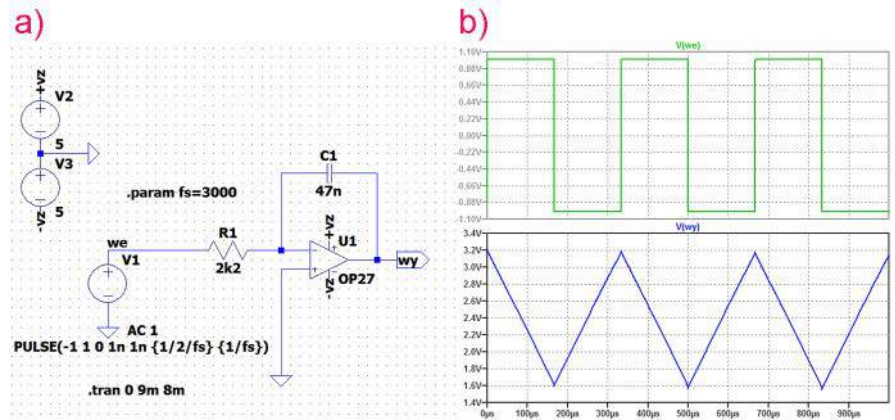 a)
+vz
V2
5
V3
-vz
5
.param fs=3000
C1
47n
we
R1
2k2
+vz
U1
-vz
OP27
wy
V1
AC 1
PULSE(-1 1 0 1n 1n {1/2/fs} {1/fs})
.tran 0 9m 8m
b)
V(we)
1.10V
0.88V
0.66V
0.44V
0.22V
0.00V
-0.22V
-0.44V
-0.66V
-0.88V
-1.10V
V(wy)
3.4V
3.2V
3.0V
2.8V
2.6V
2.4V
2.2V
2.0V
1.8V
1.6V
1.4V
0µs 100µs 200µs 300µs 400µs 500µs 600µs 700µs 800µs 900µs